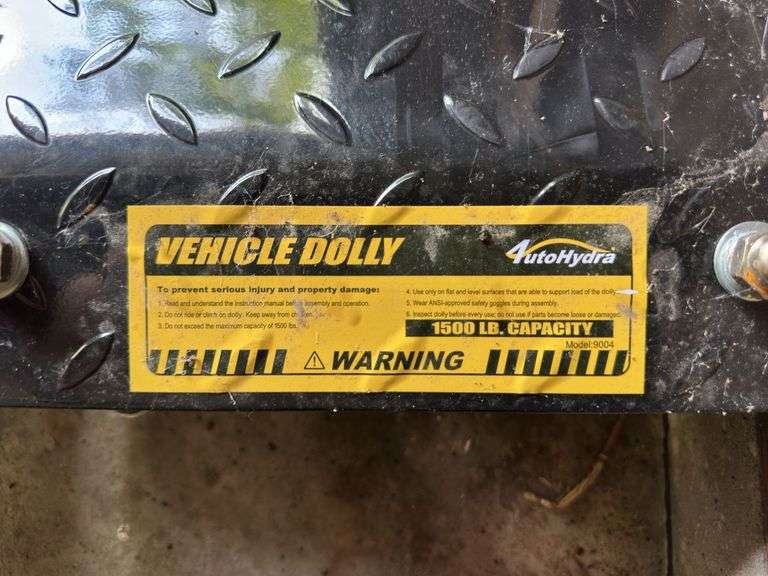 VEHICLE DOLLY
AutoHydra
To prevent serious injury and property damage:
1. Read and understand the instruction manual before assembly and operation.
2. Do not ride or climb on dolly. Keep away from children.
3. Do not exceed the maximum capacity of 1500 lbs.
4. Use only on flat and level surfaces that are able to support load of the dolly.
5. Wear ANSI-approved safety goggles during assembly.
6. Inspect dolly before every use; do not use if parts become loose or damaged.
1500 LB. CAPACITY
Model:9004
WARNING